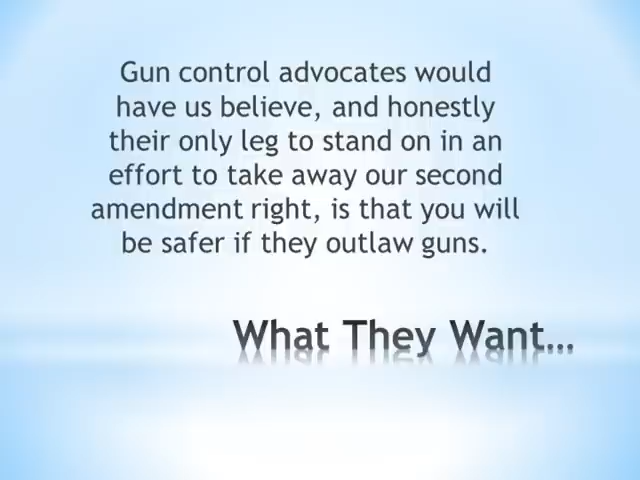 Gun control advocates would
have us believe, and honestly
their only leg to stand on in an
effort to take away our second
amendment right, is that you will
be safer if they outlaw guns.
What They Want…